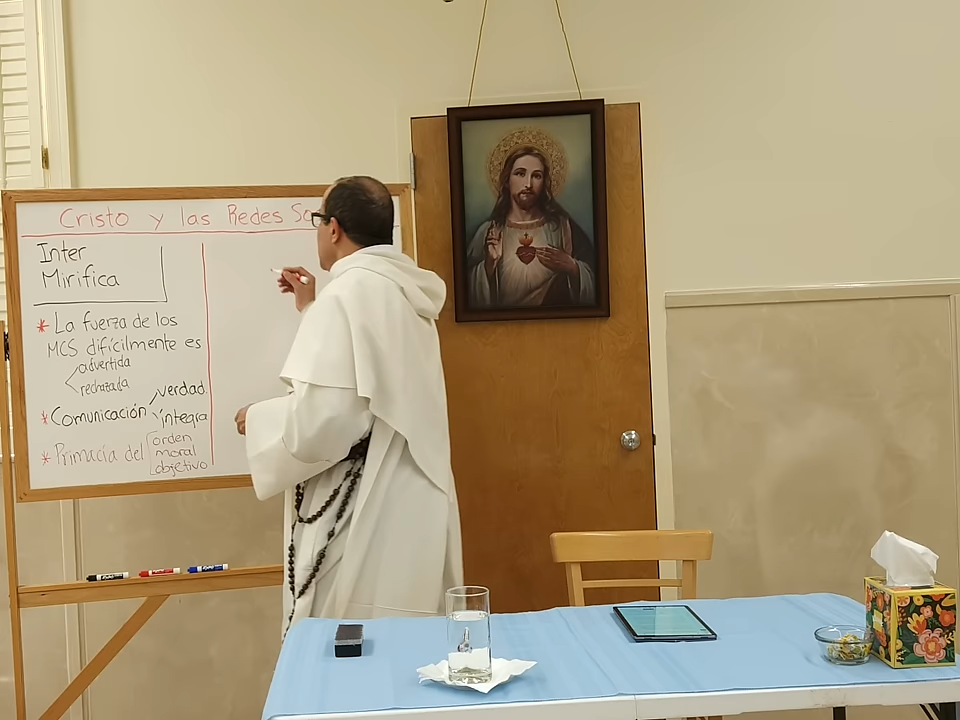 Cristo y las Redes So
Inter
Mirifica
* La fuerza de los
MCS difícilmente es
advertida
rechazada
* Comunicación
verdad.
íntegra
* Primacía del
orden
moral
objetivo